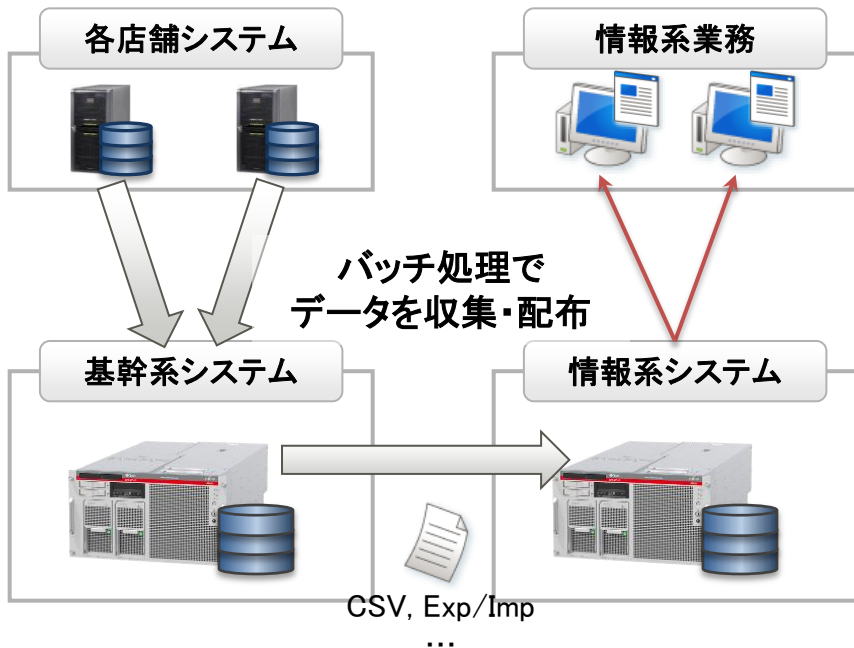 各店舗システム
情報系業務
バッチ処理で
データを収集・配布
基幹系システム
情報系システム
CSV, Exp/Imp
…